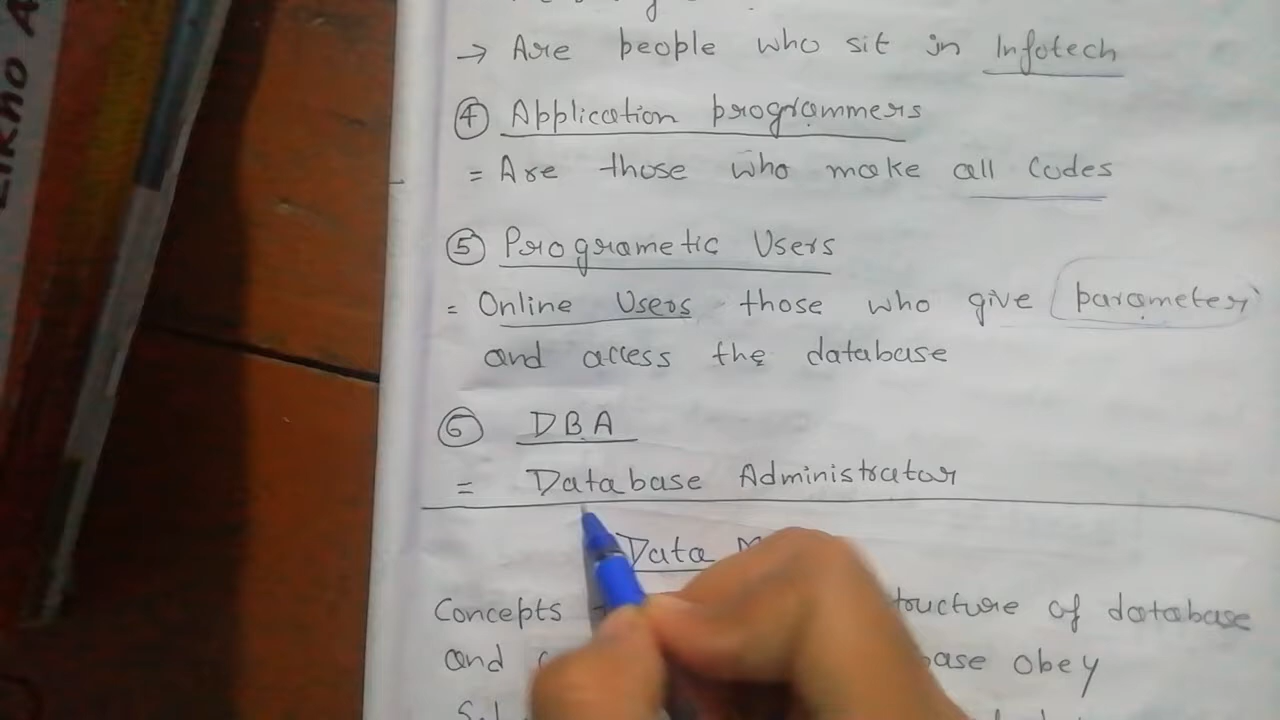 → Are people who sit in Infotech
④ Application programmers
= Are those who make all Codes
⑤ Programetic Users
= Online Users those who give parameter,
and access the database
⑥ DBA
= Database Administrator
Data
Concepts structure of database
and base obey